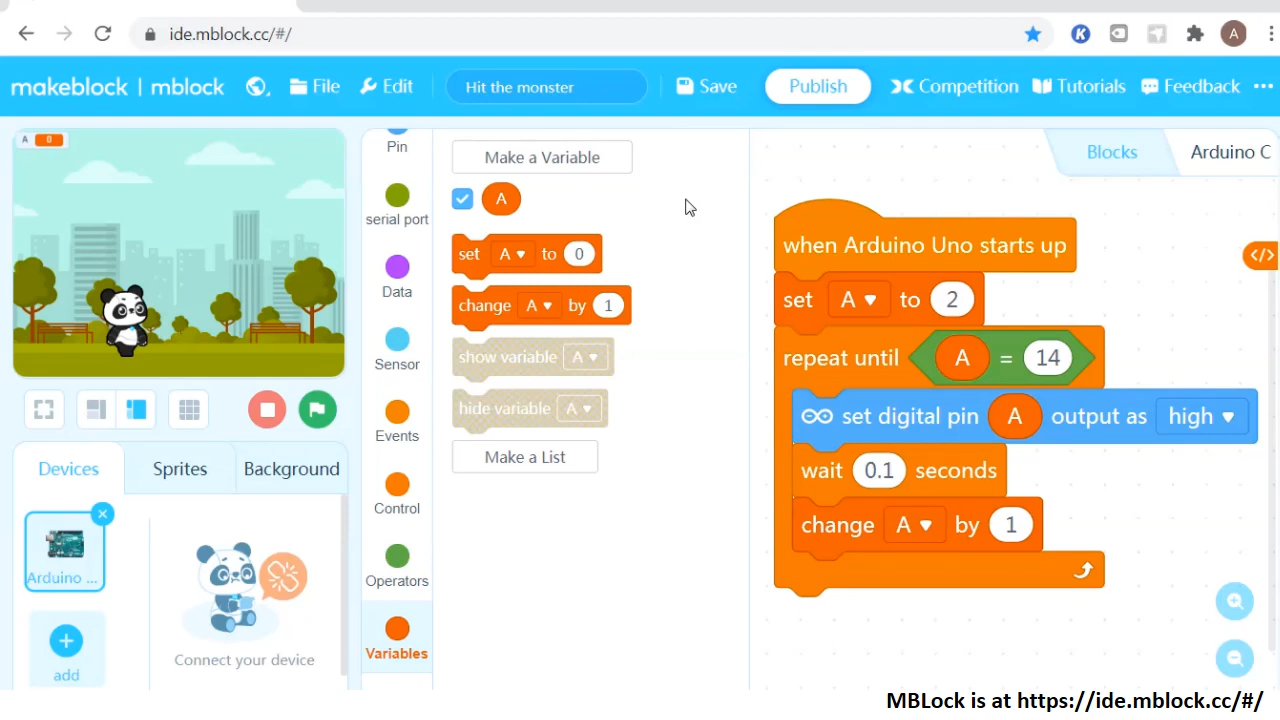 ide.mblock.cc/#/
A
makeblock | mblock
File
Edit
Hit the monster
Save
Publish
Competition
Tutorials
Feedback
A 0
Devices
Sprites
Background
Arduino ...
add
Connect your device
Pin
serial port
Data
Sensor
Events
Control
Operators
Variables
Make a Variable
A
set A to 0
change A by 1
show variable A
hide variable A
Make a List
Blocks
Arduino C
</>
when Arduino Uno starts up
set A to 2
repeat until A = 14
set digital pin A output as high
wait 0.1 seconds
change A by 1
MBLock is at https://ide.mblock.cc/#/